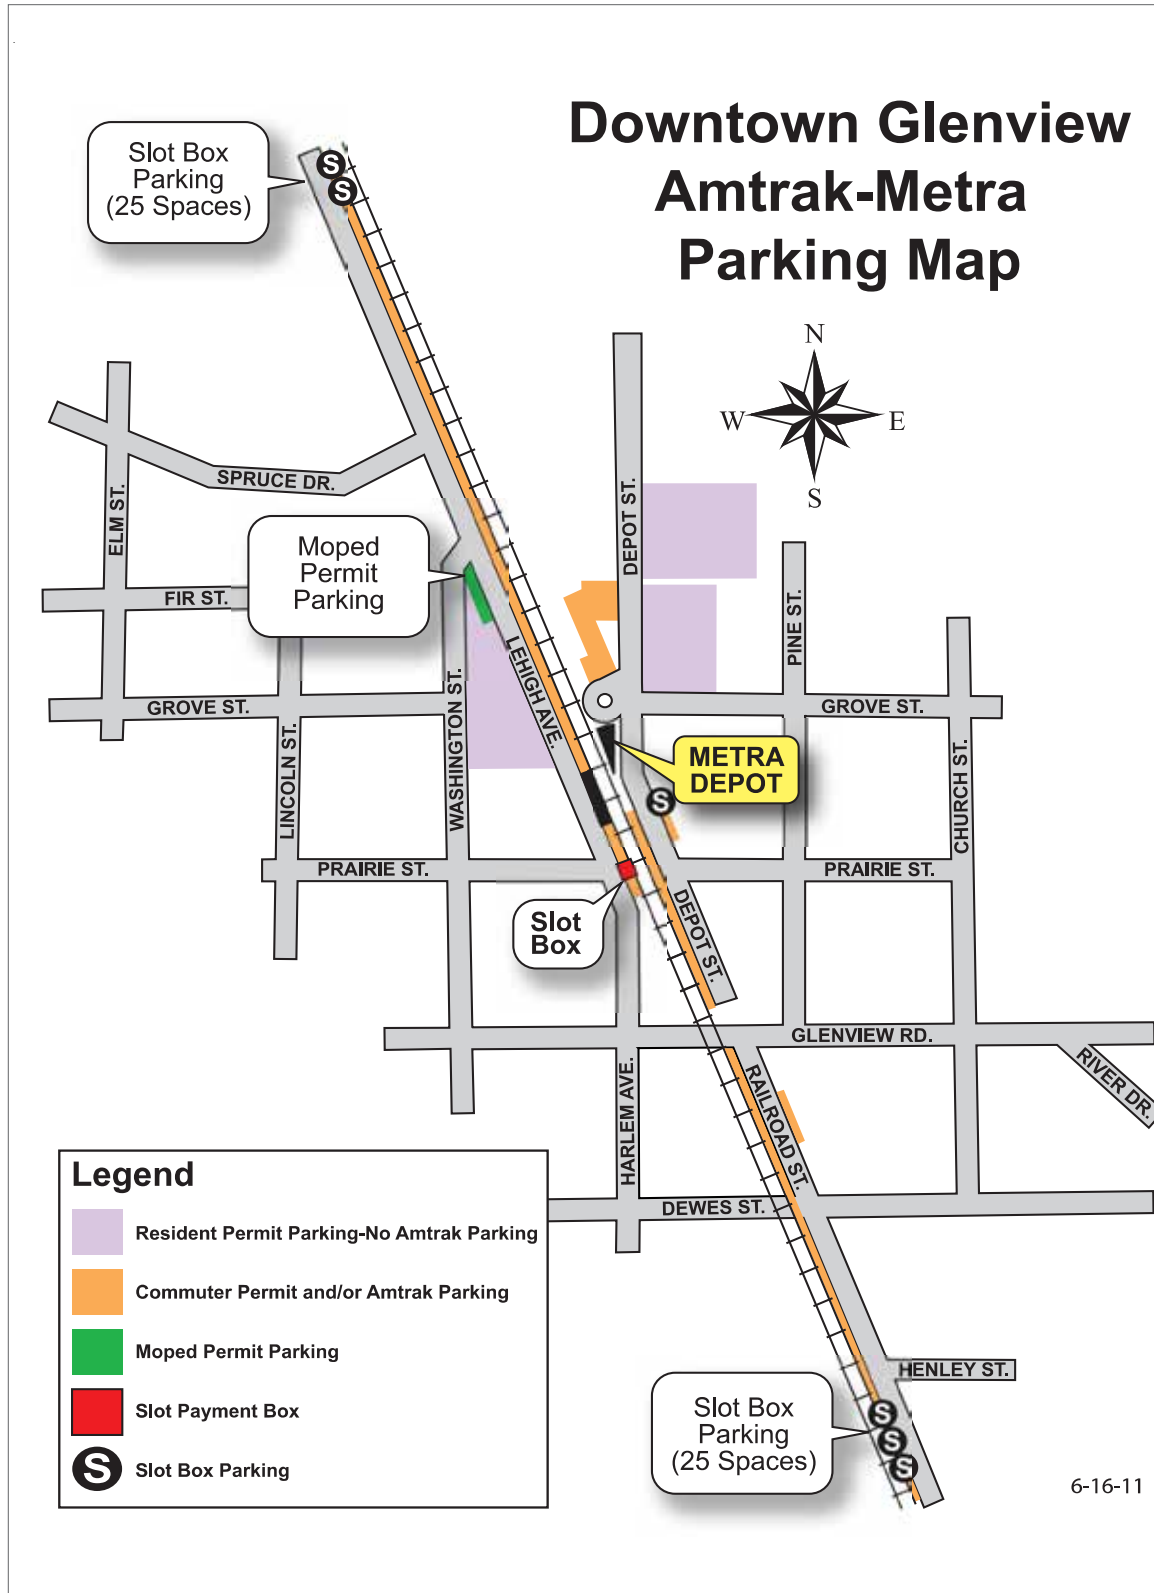 Downtown Glenview
Amtrak-Metra
Parking Map
Slot Box
Parking
(25 Spaces)
N
W
E
S
S
S
SPRUCE DR.
ELM ST.
DEPOT ST.
Moped
Permit
Parking
FIR ST.
PINE ST.
LEHIGH AVE.
GROVE ST.
WASHINGTON ST.
GROVE ST.
LINCOLN ST.
METRA
DEPOT
S
CHURCH ST.
PRAIRIE ST.
PRAIRIE ST.
Slot
Box
DEPOT ST.
GLENVIEW RD.
RIVER DR.
HARLEM AVE.
RAILROAD ST.
DEWES ST.
HENLEY ST.
Slot Box
Parking
(25 Spaces)
S
S
S
Legend
Resident Permit Parking-No Amtrak Parking
Commuter Permit and/or Amtrak Parking
Moped Permit Parking
Slot Payment Box
S
Slot Box Parking
6-16-11